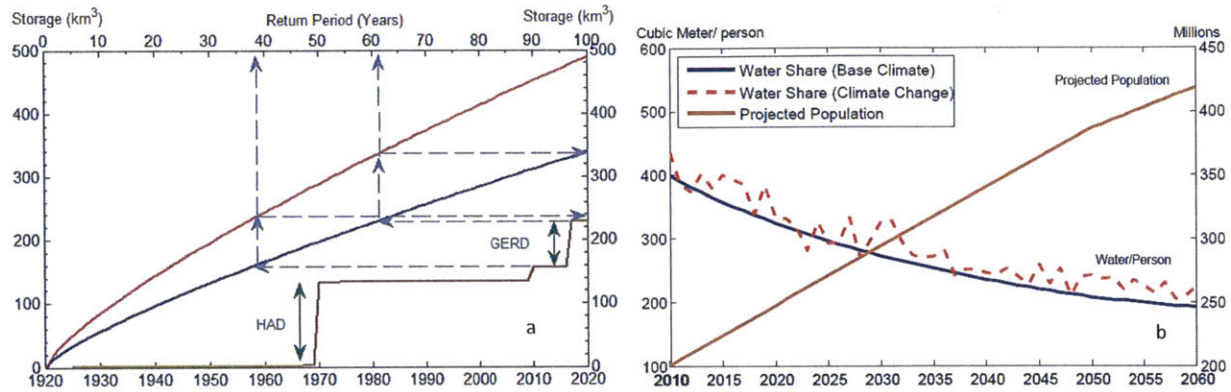 Storage (km³)
Return Period (Years)
Storage (km³)
0 10 20 30 40 50 60 70 80 90 100
500
400
300
200
100
0
500
400
300
200
100
0
GERD
HAD
a
1920 1930 1940 1950 1960 1970 1980 1990 2000 2010 2020
Cubic Meter/ person
Millions
600
500
400
300
200
100
450
400
350
300
250
200
Water Share (Base Climate)
Water Share (Climate Change)
Projected Population
Projected Population
Water/Person
b
2010 2015 2020 2025 2030 2035 2040 2045 2050 2055 2060